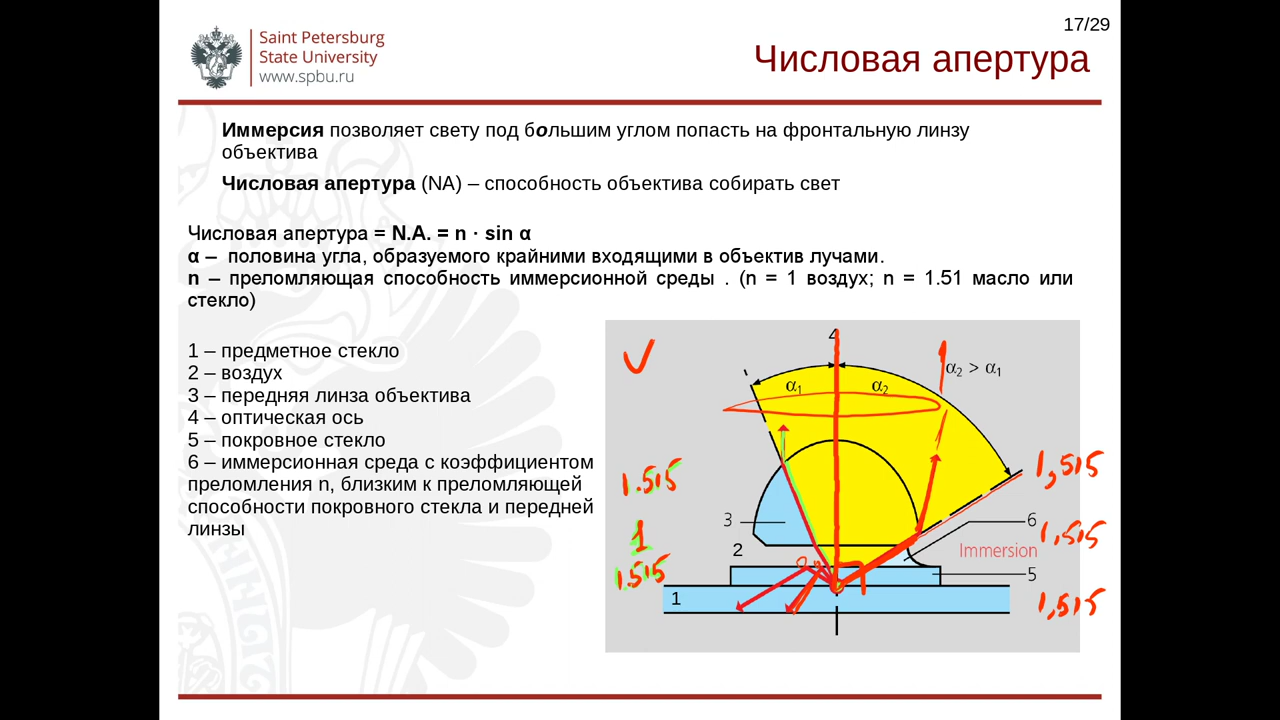 17/29
Saint Petersburg
State University
www.spbu.ru
Числовая апертура
Иммерсия позволяет свету под большим углом попасть на фронтальную линзу
объектива
Числовая апертура (NA) – способность объектива собирать свет
Числовая апертура = N.A. = n · sin α
α – половина угла, образуемого крайними входящими в объектив лучами.
n – преломляющая способность иммерсионной среды . (n = 1 воздух; n = 1.51 масло или
стекло)
1 – предметное стекло
2 – воздух
3 – передняя линза объектива
4 – оптическая ось
5 – покровное стекло
6 – иммерсионная среда с коэффициентом
преломления n, близким к преломляющей
способности покровного стекла и передней
линзы
4
α1
α2
α2 > α1
1.515
1,515
3
6
1
1,515
2
Immersion
1.515
5
1
1,515